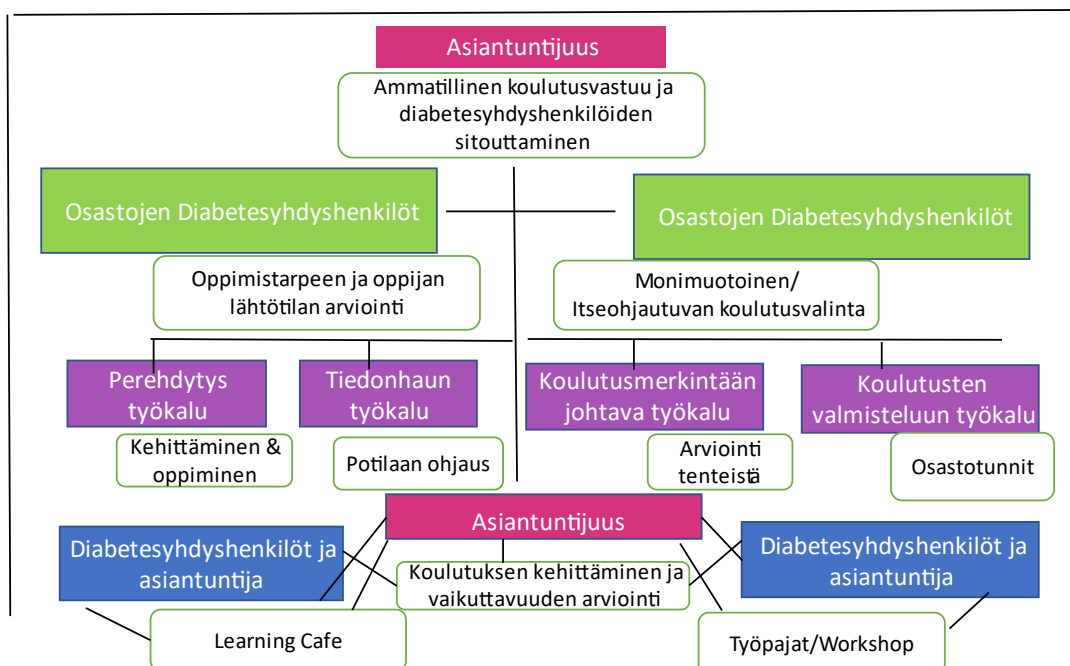 Asiantuntijuus
Ammatillinen koulutusvastuu ja
diabetesyhdyshenkilöiden
sitouttaminen
Osastojen Diabetesyhdyshenkilöt
Osastojen Diabetesyhdyshenkilöt
Oppimistarpeen ja oppijan
lähtötilan arviointi
Monimuotoinen/
Itseohjautuvan koulutusvalinta
Perehdytys
työkalu
Tiedonhaun
työkalu
Koulutusmerkintään
johtava työkalu
Koulutusten
valmisteluun työkalu
Kehittäminen &
oppiminen
Potilaan ohjaus
Arviointi
tenteistä
Osastotunnit
Asiantuntijuus
Diabetesyhdyshenkilöt ja
asiantuntija
Diabetesyhdyshenkilöt ja
asiantuntija
Koulutuksen kehittäminen ja
vaikuttavuuden arviointi
Learning Cafe
Työpajat/Workshop